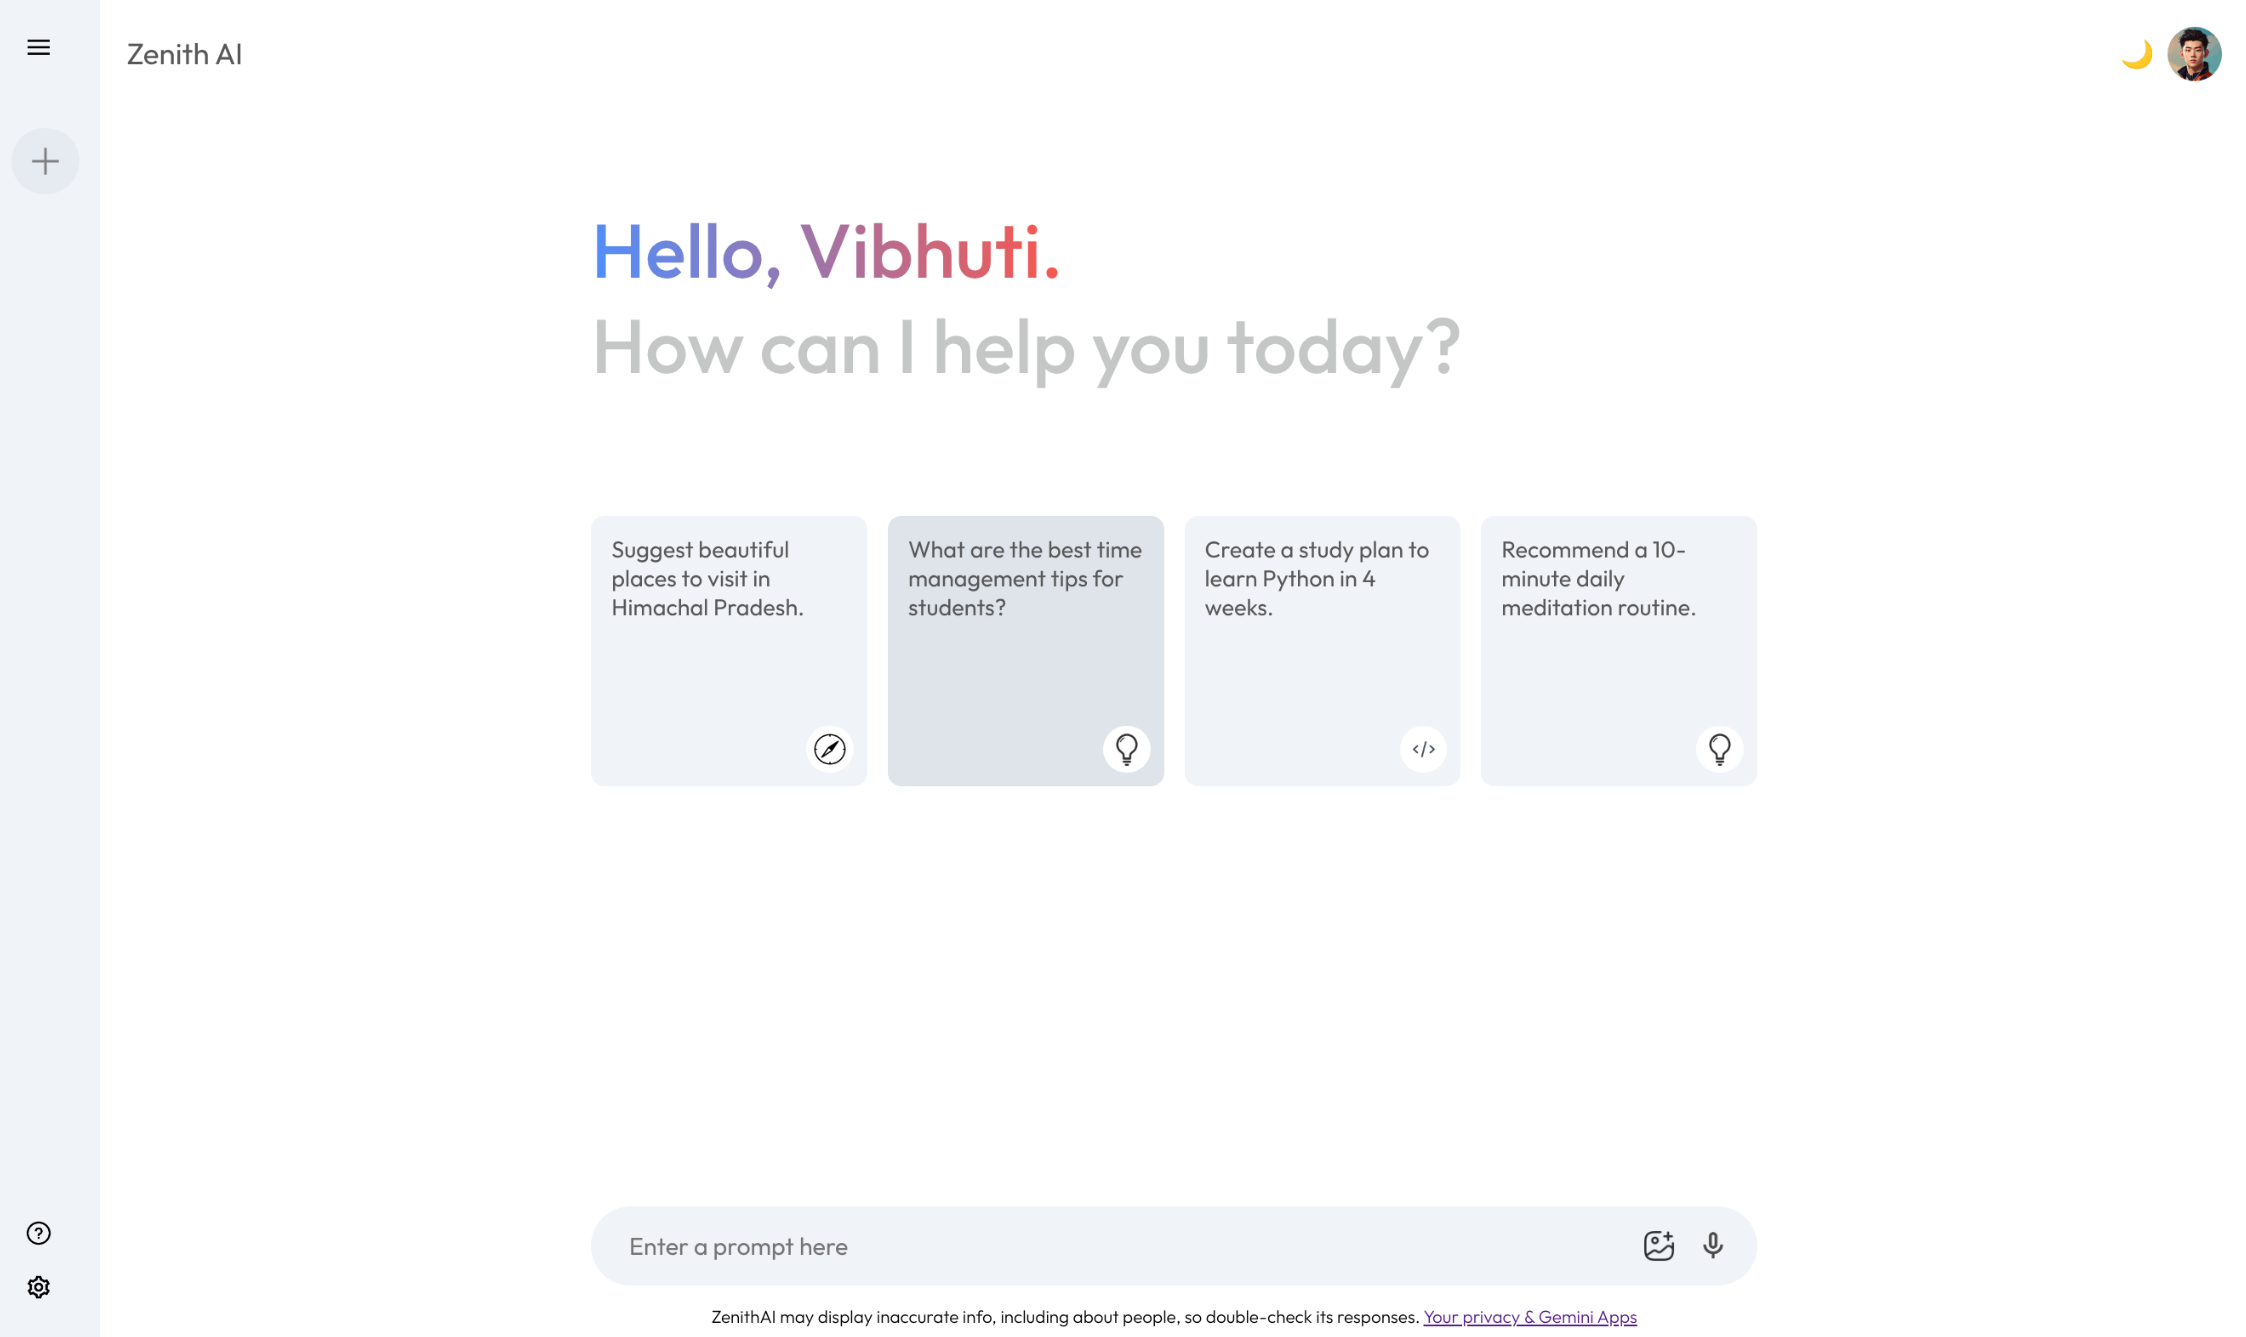 Zenith AI
Hello, Vibhuti.
How can I help you today?
Suggest beautiful
places to visit in
Himachal Pradesh.
What are the best time
management tips for
students?
Create a study plan to
learn Python in 4
weeks.
</>
Recommend a 10-
minute daily
meditation routine.
Enter a prompt here
ZenithAI may display inaccurate info, including about people, so double-check its responses. Your privacy & Gemini Apps